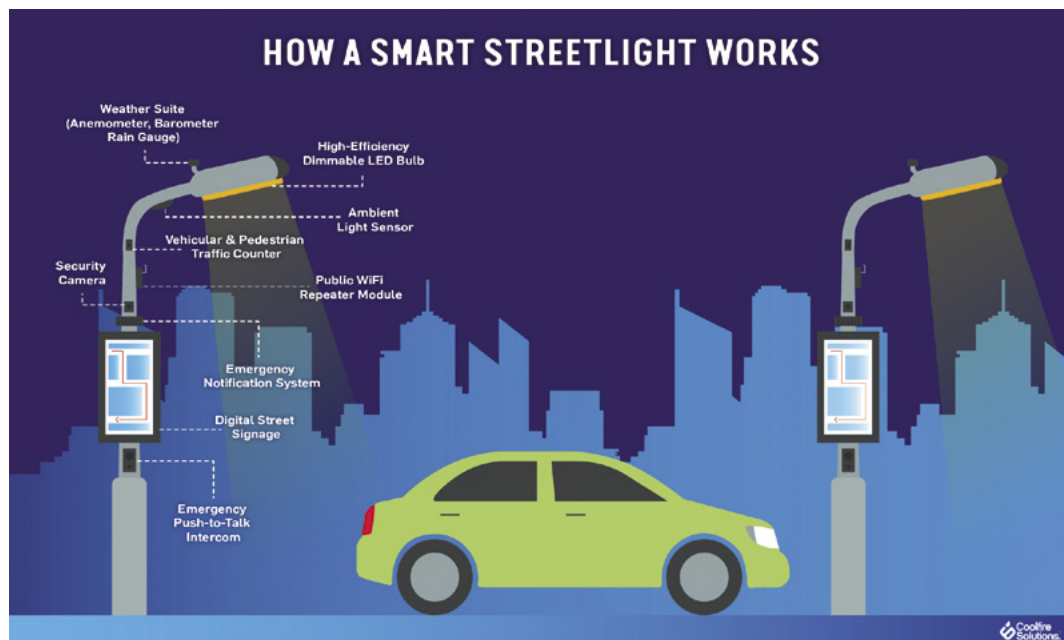 HOW A SMART STREETLIGHT WORKS
Weather Suite
(Anemometer, Barometer
Rain Gauge)
High-Efficiency
Dimmable LED Bulb
Ambient
Light Sensor
Vehicular & Pedestrian
Traffic Counter
Security
Camera
Public WiFi
Repeater Module
Emergency
Notification System
Digital Street
Signage
Emergency
Push-to-Talk
Intercom
Coolfire
Solutions